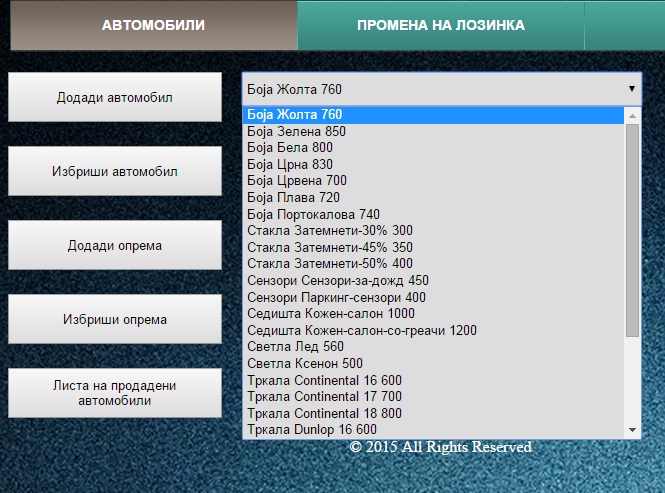 АВТОМОБИЛИ
ПРОМЕНА НА ЛОЗИНКА
Додади автомобил
Избриши автомобил
Додади опрема
Избриши опрема
Листа на продадени
автомобили
Боја Жолта 760
Боја Жолта 760
Боја Зелена 850
Боја Бела 800
Боја Црна 830
Боја Црвена 700
Боја Плава 720
Боја Портокалова 740
Стакла Затемнети-30% 300
Стакла Затемнети-45% 350
Стакла Затемнети-50% 400
Сензори Сензори-за-дожд 450
Сензори Паркинг-сензори 400
Седишта Кожен-салон 1000
Седишта Кожен-салон-со-греачи 1200
Светла Лед 560
Светла Ксенон 500
Тркала Continental 16 600
Тркала Continental 17 700
Тркала Continental 18 800
Тркала Dunlop 16 600
© 2015 All Rights Reserved